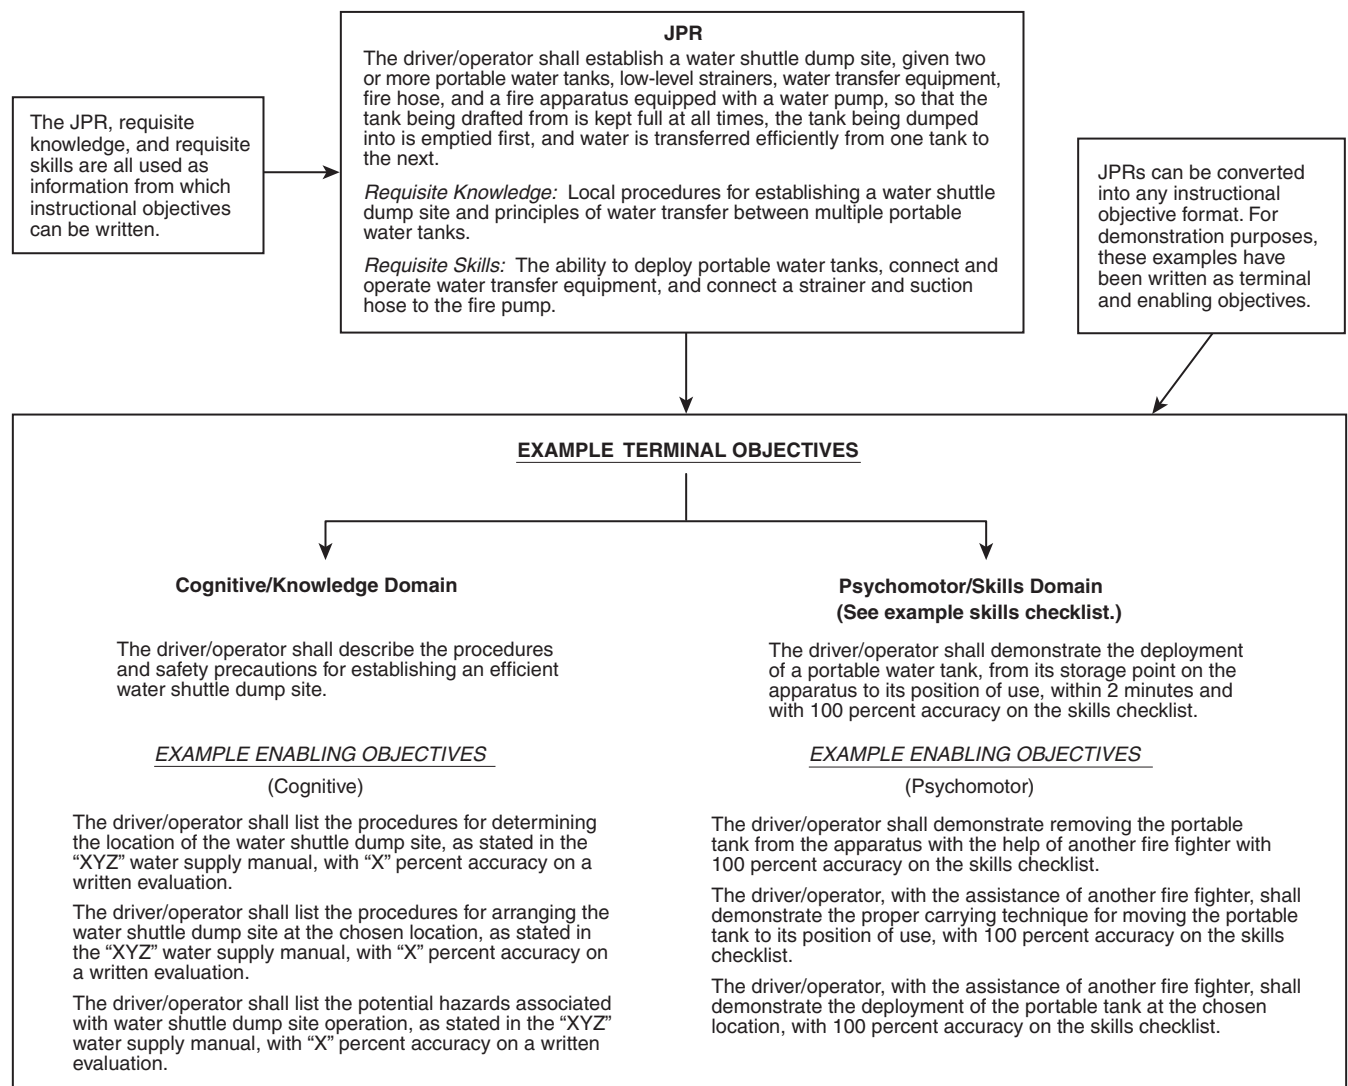 JPR
The driver/operator shall establish a water shuttle dump site, given two
or more portable water tanks, low-level strainers, water transfer equipment,
fire hose, and a fire apparatus equipped with a water pump, so that the
tank being drafted from is kept full at all times, the tank being dumped
into is emptied first, and water is transferred efficiently from one tank to
the next.
Requisite Knowledge: Local procedures for establishing a water shuttle
dump site and principles of water transfer between multiple portable
water tanks.
Requisite Skills: The ability to deploy portable water tanks, connect and
operate water transfer equipment, and connect a strainer and suction
hose to the fire pump.
The JPR, requisite
knowledge, and requisite
skills are all used as
information from which
instructional objectives
can be written.
JPRs can be converted
into any instructional
objective format. For
demonstration purposes,
these examples have
been written as terminal
and enabling objectives.
EXAMPLE TERMINAL OBJECTIVES
Cognitive/Knowledge Domain
The driver/operator shall describe the procedures
and safety precautions for establishing an efficient
water shuttle dump site.
EXAMPLE ENABLING OBJECTIVES
(Cognitive)
The driver/operator shall list the procedures for determining
the location of the water shuttle dump site, as stated in the
“XYZ” water supply manual, with “X” percent accuracy on a
written evaluation.
The driver/operator shall list the procedures for arranging the
water shuttle dump site at the chosen location, as stated in
the “XYZ” water supply manual, with “X” percent accuracy on
a written evaluation.
The driver/operator shall list the potential hazards associated
with water shuttle dump site operation, as stated in the “XYZ”
water supply manual, with “X” percent accuracy on a written
evaluation.
Psychomotor/Skills Domain
(See example skills checklist.)
The driver/operator shall demonstrate the deployment
of a portable water tank, from its storage point on the
apparatus to its position of use, within 2 minutes and
with 100 percent accuracy on the skills checklist.
EXAMPLE ENABLING OBJECTIVES
(Psychomotor)
The driver/operator shall demonstrate removing the portable
tank from the apparatus with the help of another fire fighter with
100 percent accuracy on the skills checklist.
The driver/operator, with the assistance of another fire fighter, shall
demonstrate the proper carrying technique for moving the portable
tank to its position of use, with 100 percent accuracy on the skills
checklist.
The driver/operator, with the assistance of another fire fighter, shall
demonstrate the deployment of the portable tank at the chosen
location, with 100 percent accuracy on the skills checklist.